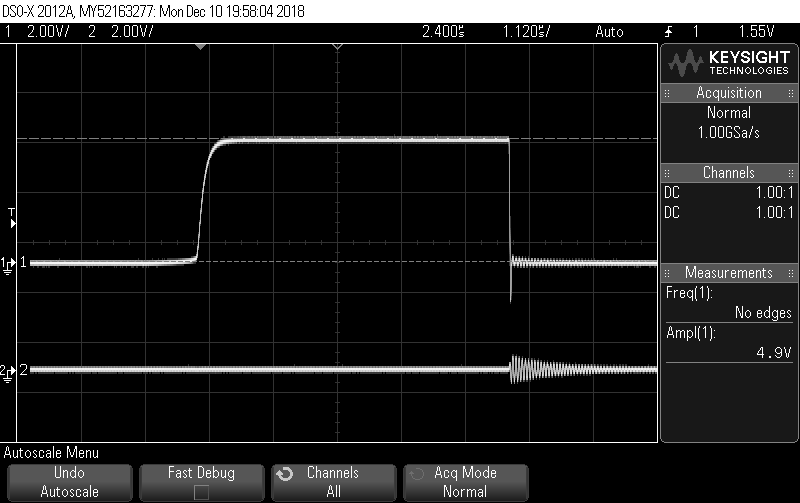 DSO-X 2012A, MY52163277: Mon Dec 10 19:58:04 2018
1 2.00V/ 2 2.00V/ 2.400s 1.120s/ Auto 1 1.55V
KEYSIGHT
TECHNOLOGIES
Acquisition
Normal
1.00GSa/s
Channels
DC 1.00:1
DC 1.00:1
Measurements
Freq(1):
No edges
Ampl(1):
4.9V
T
1 1
2 2
Autoscale Menu
Undo
Autoscale
Fast Debug
Channels
All
Acq Mode
Normal